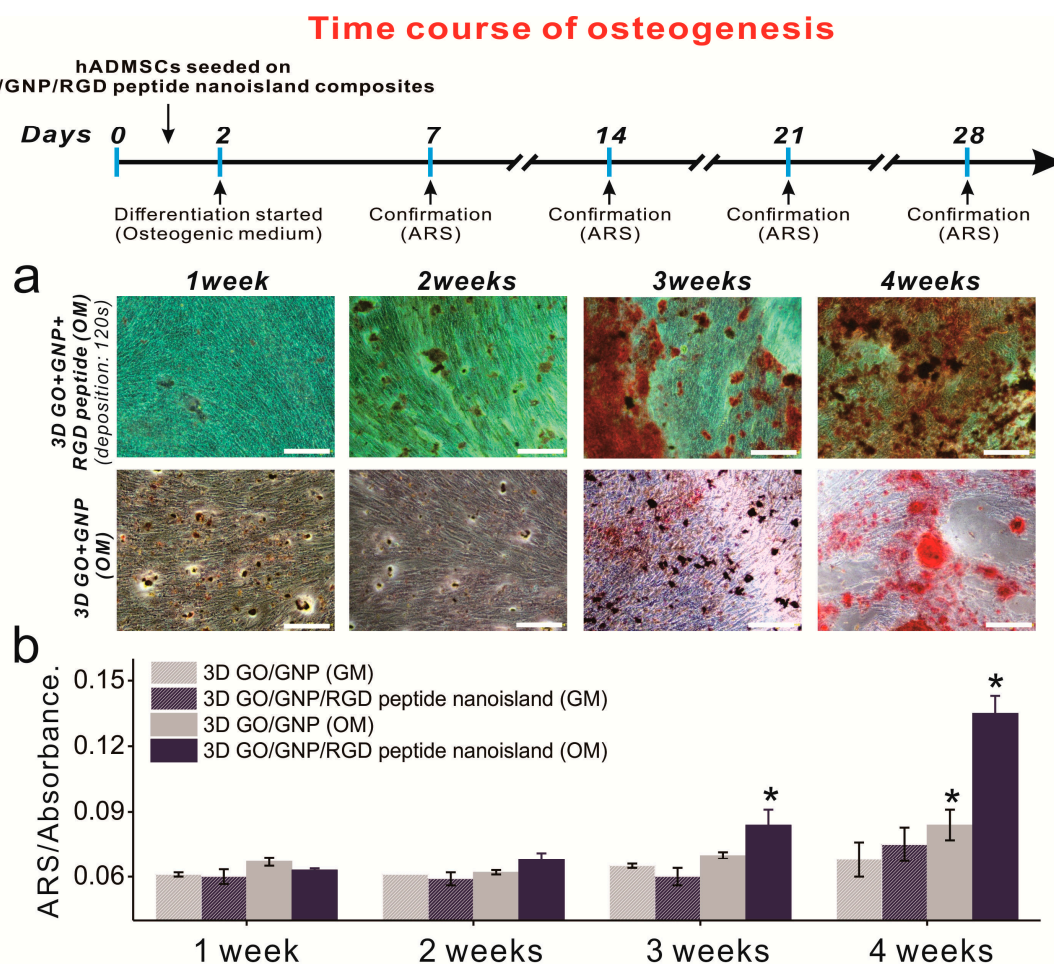 Time course of osteogenesis
hADMSCs seeded on
/GNP/RGD peptide nanoisland composites
Days 0 2 7 14 21 28
Differentiation started
(Osteogenic medium)
Confirmation
(ARS)
Confirmation
(ARS)
Confirmation
(ARS)
Confirmation
(ARS)
a
1week 2weeks 3weeks 4weeks
3D GO+GNP+
RGD peptide (OM)
(deposition: 120s)
3D GO+GNP
(OM)
b
ARS/Absorbance.
0.15
0.12
0.09
0.06
3D GO/GNP (GM)
3D GO/GNP/RGD peptide nanoisland (GM)
3D GO/GNP (OM)
3D GO/GNP/RGD peptide nanoisland (OM)
*
*
*
1 week 2 weeks 3 weeks 4 weeks